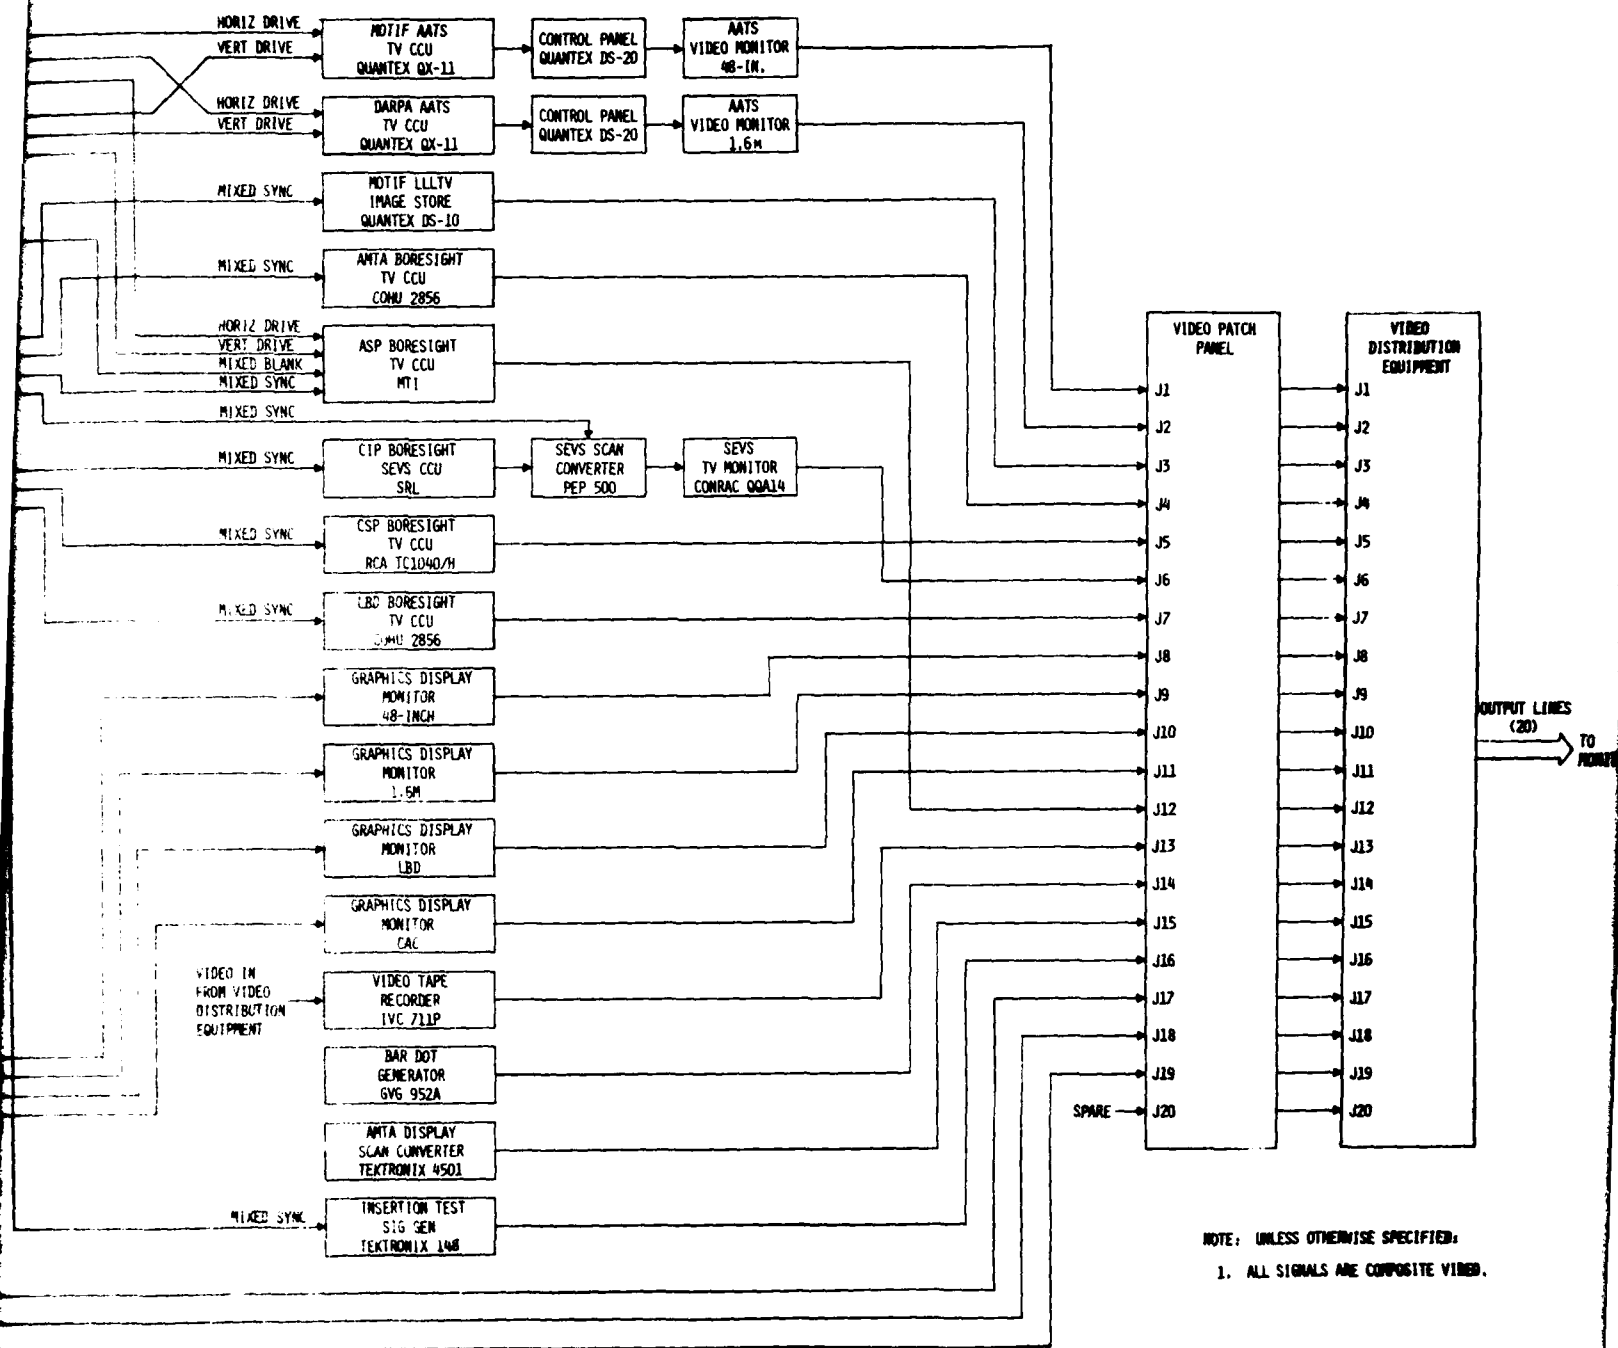 HORIZ DRIVE
VERT DRIVE
MOTIF AATS
TV CCU
QUANTEX QX-11
CONTROL PANEL
QUANTEX DS-20
AATS
VIDEO MONITOR
48-IN.
HORIZ DRIVE
VERT DRIVE
DARPA AATS
TV CCU
QUANTEX QX-11
CONTROL PANEL
QUANTEX DS-20
AATS
VIDEO MONITOR
1.6M
MIXED SYNC
MOTIF LLLTV
IMAGE STORE
QUANTEX DS-10
MIXED SYNC
AMTA BORESIGHT
TV CCU
COHU 2856
HORIZ DRIVE
VERT DRIVE
MIXED BLANK
MIXED SYNC
ASP BORESIGHT
TV CCU
MTI
MIXED SYNC
MIXED SYNC
CIP BORESIGHT
SEVS CCU
SRL
SEVS SCAN
CONVERTER
PEP 500
SEVS
TV MONITOR
CONRAC QQA14
MIXED SYNC
CSP BORESIGHT
TV CCU
RCA TC1040/H
MIXED SYNC
LBD BORESIGHT
TV CCU
COHU 2856
GRAPHICS DISPLAY
MONITOR
48-INCH
GRAPHICS DISPLAY
MONITOR
1.6M
GRAPHICS DISPLAY
MONITOR
LBD
GRAPHICS DISPLAY
MONITOR
CAC
VIDEO IN
FROM VIDEO
DISTRIBUTION
EQUIPMENT
VIDEO TAPE
RECORDER
IVC 711P
BAR DOT
GENERATOR
GVG 952A
AMTA DISPLAY
SCAN CONVERTER
TEKTRONIX 4501
MIXED SYNC
INSERTION TEST
SIG GEN
TEKTRONIX 148
VIDEO PATCH
PANEL
J1
J2
J3
J4
J5
J6
J7
J8
J9
J10
J11
J12
J13
J14
J15
J16
J17
J18
J19
SPARE J20
VIDEO
DISTRIBUTION
EQUIPMENT
J1
J2
J3
J4
J5
J6
J7
J8
J9
J10
J11
J12
J13
J14
J15
J16
J17
J18
J19
J20
OUTPUT LINES
(20)
TO
NOTE: UNLESS OTHERWISE SPECIFIED:
1. ALL SIGNALS ARE COMPOSITE VIDEO.